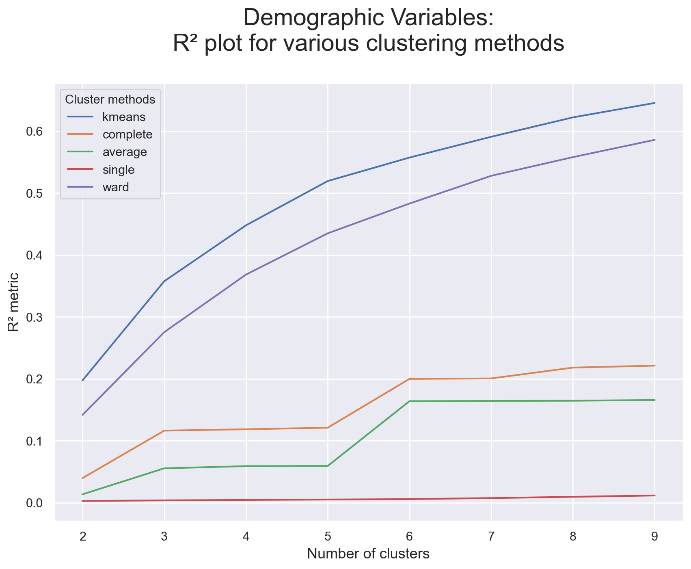 Demographic Variables:
R² plot for various clustering methods
Cluster methods
kmeans
complete
average
single
ward
R² metric
0.6
0.5
0.4
0.3
0.2
0.1
0.0
2 3 4 5 6 7 8 9
Number of clusters